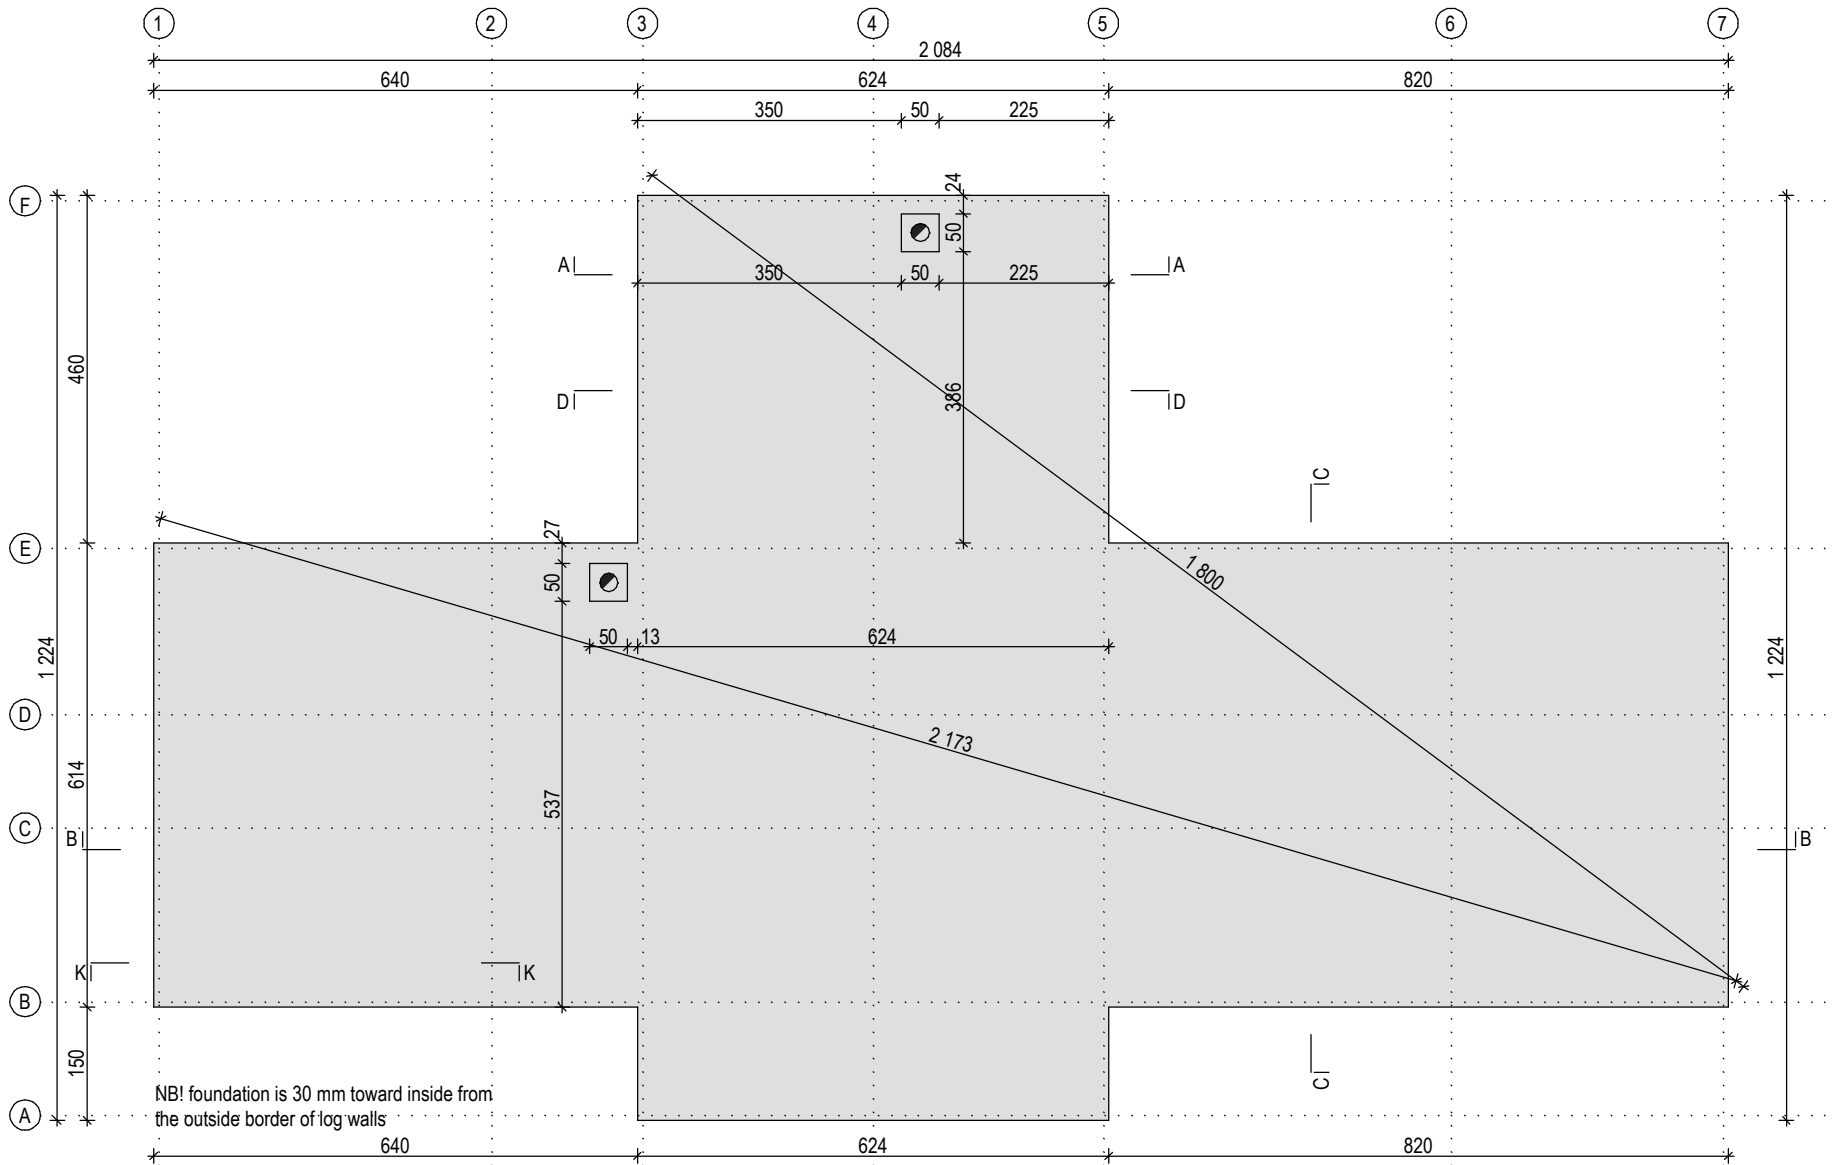 1 2 3 4 5 6 7
2 084
640 624 820
350 50 225
F
24
50
A A
350 50 225
460
D D
386
C
E
27
50
1 800
50 13 624
1 224
1 224
D
2 173
614
537
C
B B
K K
B
150
C
NB! foundation is 30 mm toward inside from
the outside border of log walls
A
640 624 820